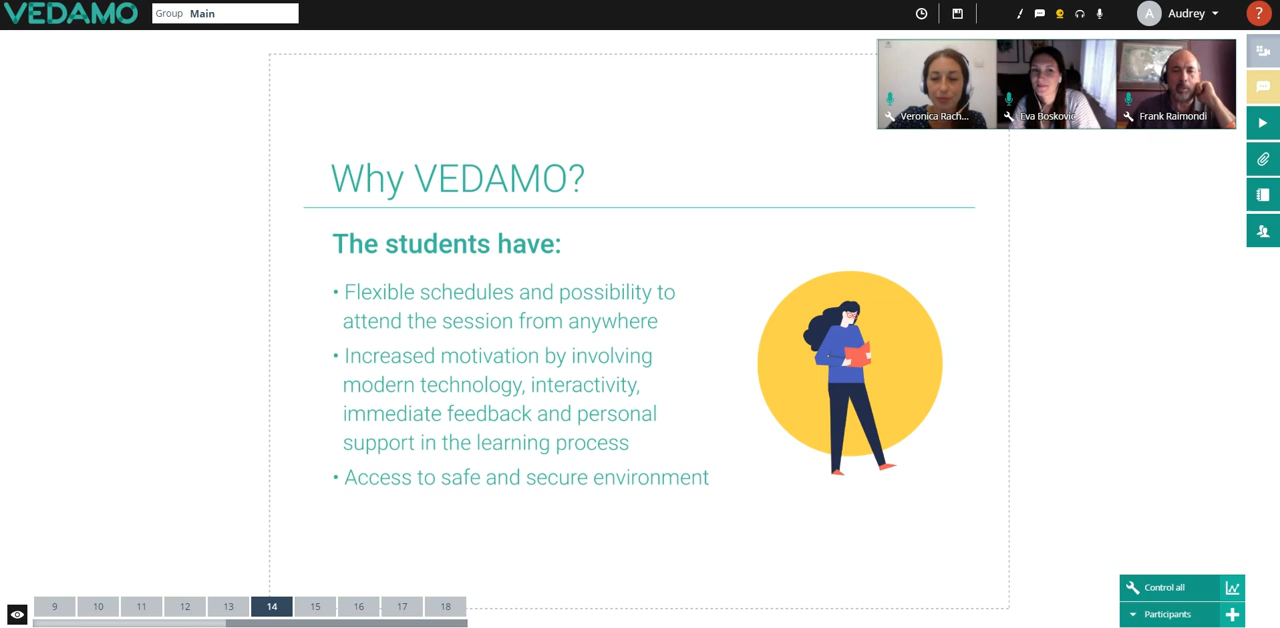 VEDAMO
Group Main
A Audrey
?
Veronica Rach...
Eva Boskovic
Frank Raimondi
Why VEDAMO?
The students have:
• Flexible schedules and possibility to
attend the session from anywhere
• Increased motivation by involving
modern technology, interactivity,
immediate feedback and personal
support in the learning process
• Access to safe and secure environment
Control all
Participants
9 10 11 12 13 14 15 16 17 18